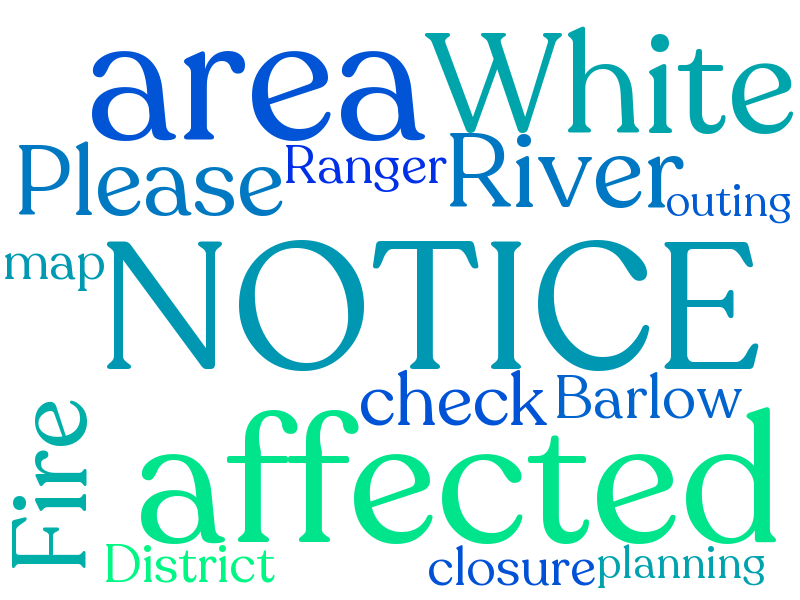 area White
Please Ranger River outing
map NOTICE
check Barlow
Fire affected
District closure planning